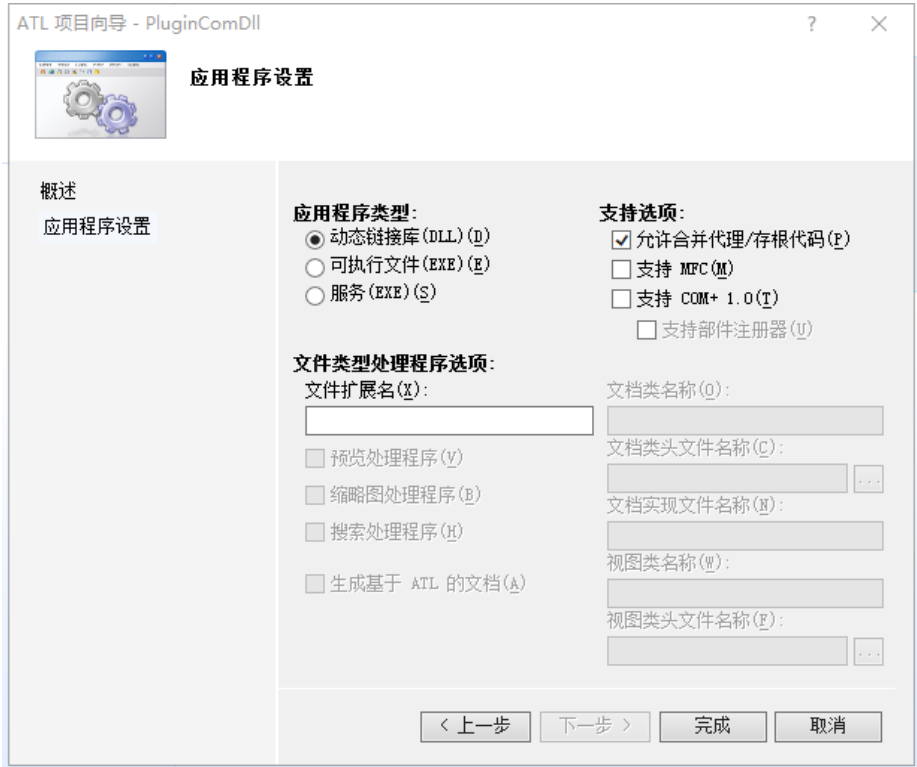 ATL 项目向导 - PluginComDll
?
应用程序设置
概述
应用程序设置
应用程序类型:
动态链接库(DLL)(D)
可执行文件(EXE)(E)
服务(EXE)(S)
支持选项:
允许合并代理/存根代码(P)
支持 MFC(M)
支持 COM+ 1.0(T)
支持部件注册器(U)
文件类型处理程序选项:
文件扩展名(X):
预览处理程序(V)
缩略图处理程序(B)
搜索处理程序(H)
生成基于 ATL 的文档(A)
文档类名称(O):
文档类头文件名称(C):
...
文档实现文件名称(N):
视图类名称(W):
视图类头文件名称(F):
...
< 上一步
下一步 >
完成
取消